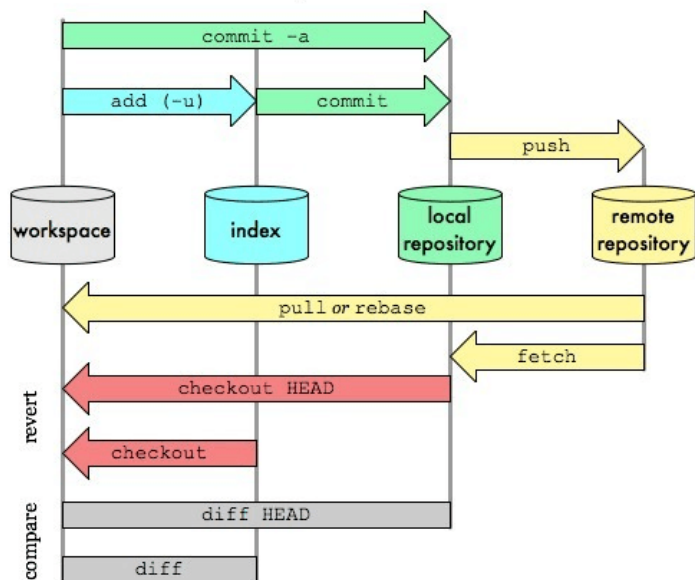 commit -a
add (-u)
commit
push
workspace
index
local
repository
remote
repository
pull or rebase
fetch
revert
checkout HEAD
checkout
compare
diff HEAD
diff